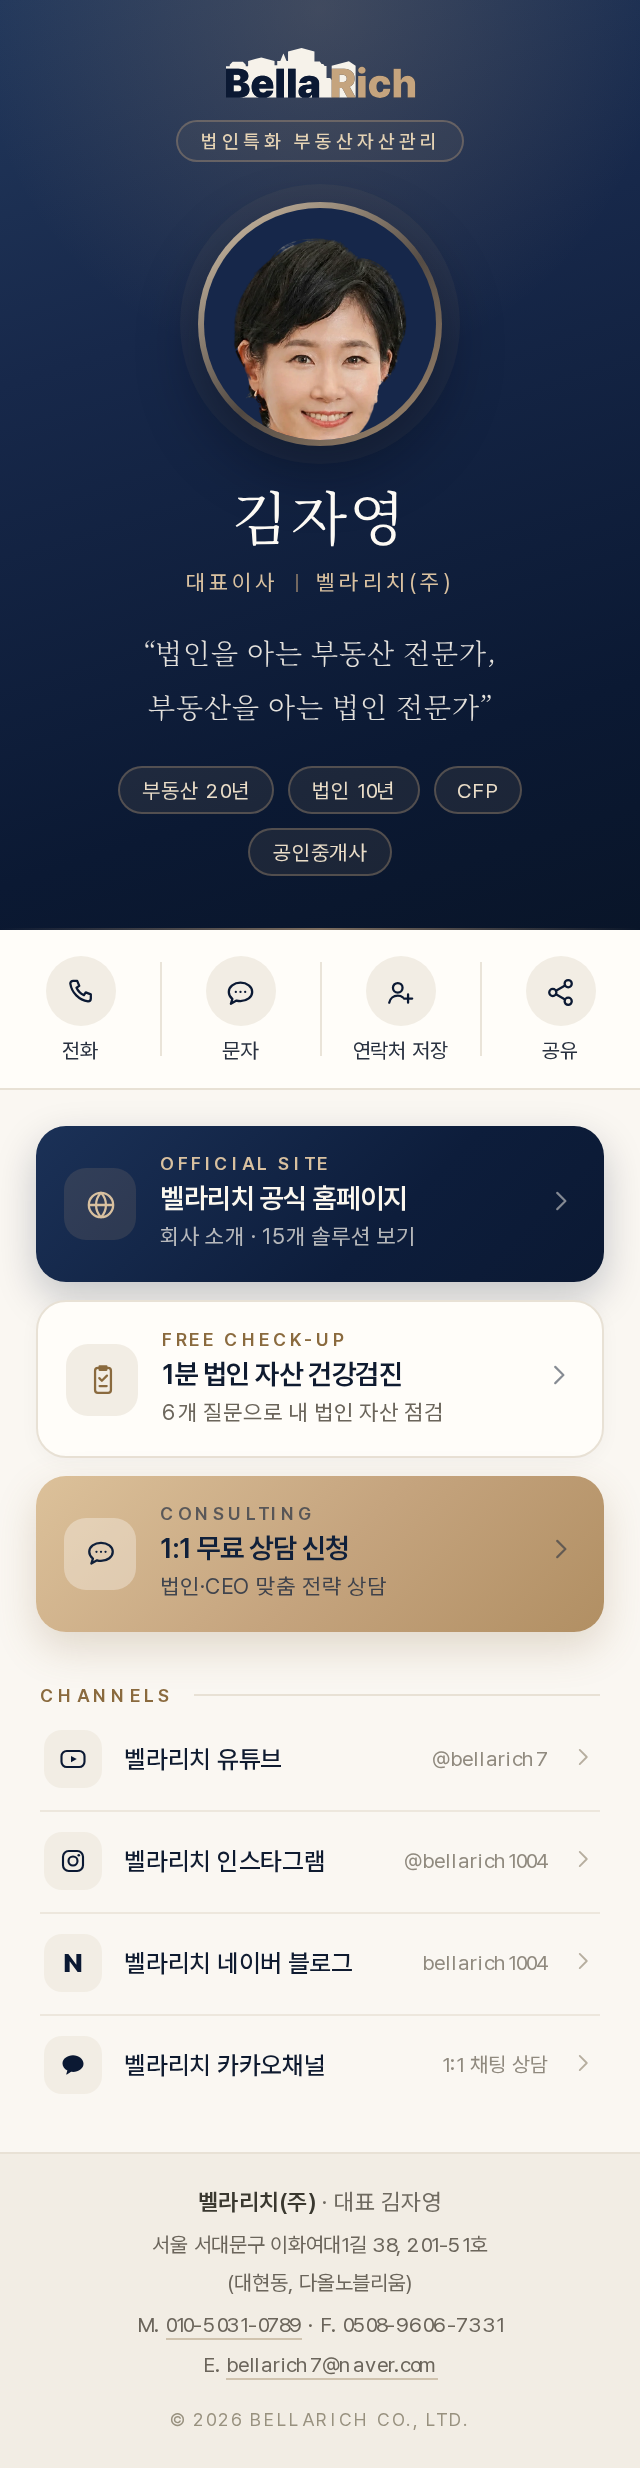 Bella Rich
법인특화 부동산자산관리
김자영
대표이사 | 벨라리치(주)
“법인을 아는 부동산 전문가,
부동산을 아는 법인 전문가”
부동산 20년
법인 10년
CFP
공인중개사
전화
문자
연락처 저장
공유
OFFICIAL SITE
벨라리치 공식 홈페이지
회사 소개 · 15개 솔루션 보기
FREE CHECK-UP
1분 법인 자산 건강검진
6개 질문으로 내 법인 자산 점검
CONSULTING
1:1 무료 상담 신청
법인·CEO 맞춤 전략 상담
CHANNELS
벨라리치 유튜브 @bellarich7
벨라리치 인스타그램 @bellarich1004
N 벨라리치 네이버 블로그 bellarich1004
벨라리치 카카오채널 1:1 채팅 상담
벨라리치(주) · 대표 김자영
서울 서대문구 이화여대1길 38, 201-51호
(대현동, 다올노블리움)
M. 010-5031-0789 · F. 0508-9606-7331
E. bellarich7@naver.com
© 2026 BELLARICH CO., LTD.